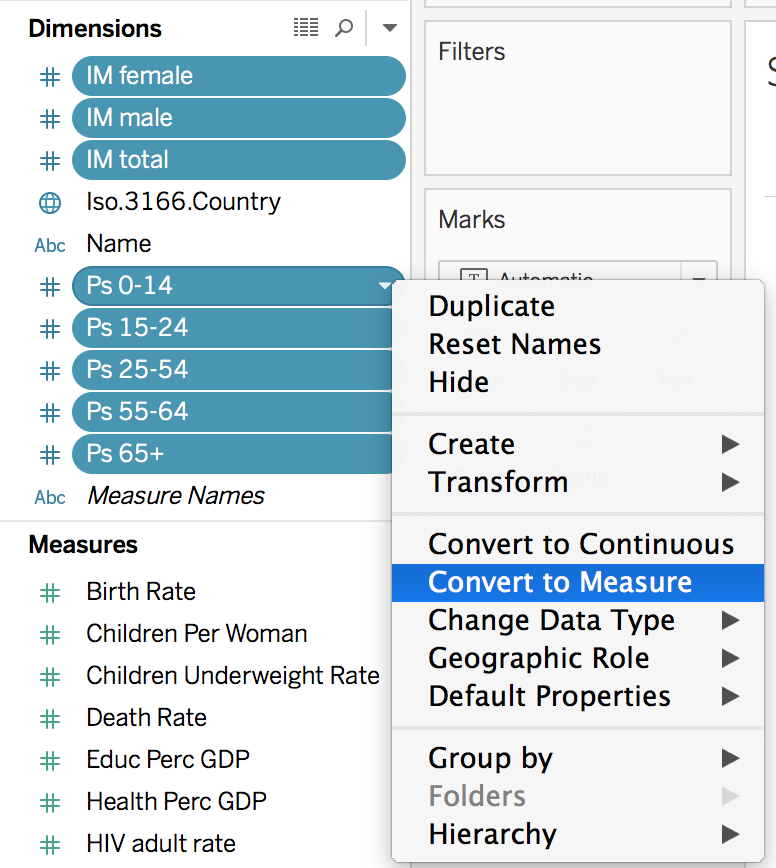 Dimensions
IM female
IM male
IM total
Iso.3166.Country
Abc Name
Ps 0-14
Ps 15-24
Ps 25-54
Ps 55-64
Ps 65+
Abc Measure Names
Measures
Birth Rate
Children Per Woman
Children Underweight Rate
Death Rate
Educ Perc GDP
Health Perc GDP
HIV adult rate
Filters
Marks
T Automatic
Duplicate
Reset Names
Hide
Create
Transform
Convert to Continuous
Convert to Measure
Change Data Type
Geographic Role
Default Properties
Group by
Folders
Hierarchy
S